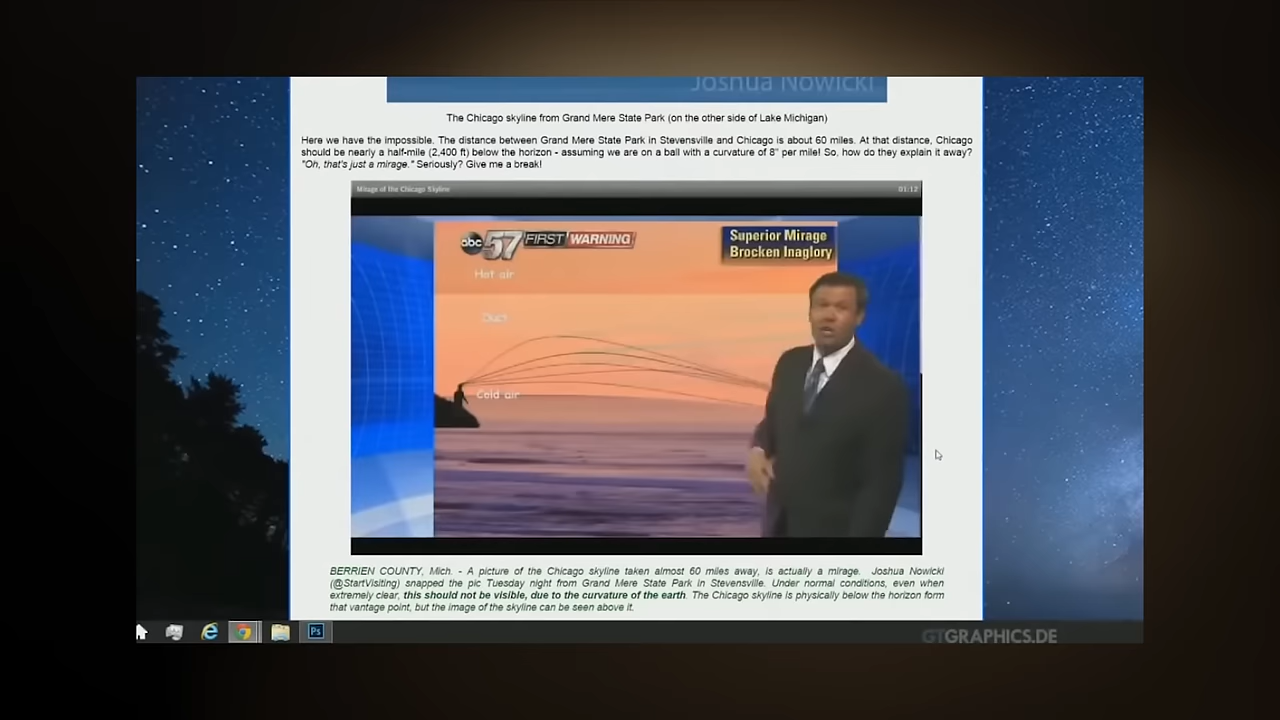 Joshua Nowicki
The Chicago skyline from Grand Mere State Park (on the other side of Lake Michigan)
Here we have the impossible. The distance between Grand Mere State Park in Stevensville and Chicago is about 60 miles. At that distance, Chicago
should be nearly a half-mile (2,400 ft) below the horizon - assuming we are on a ball with a curvature of 8" per mile! So, how do they explain it away?
"Oh, that's just a mirage." Seriously? Give me a break!
Mirage of the Chicago Skyline 01:12
abc 57 FIRST WARNING
Superior Mirage
Brocken Inaglory
Hot air
Duct
Cold air
BERRIEN COUNTY, Mich. - A picture of the Chicago skyline taken almost 60 miles away, is actually a mirage. Joshua Nowicki
(@StartVisiting) snapped the pic Tuesday night from Grand Mere State Park in Stevensville. Under normal conditions, even when
extremely clear, this should not be visible, due to the curvature of the earth. The Chicago skyline is physically below the horizon form
that vantage point, but the image of the skyline can be seen above it.
Ps
GTGRAPHICS.DE